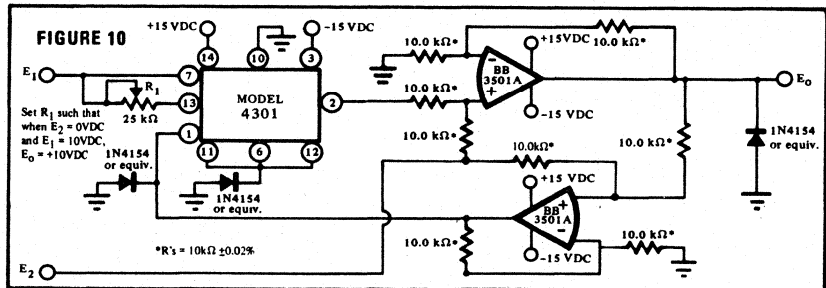 FIGURE 10
+15 VDC
-15 VDC
14
10
3
E1
7
R1
13
25 kΩ
MODEL
4301
2
1
11
6
12
Set R1 such that
when E2 = 0VDC
and E1 = 10VDC,
Eo = +10VDC
1N4154
or equiv.
1N4154
or equiv.
10.0 kΩ*
10.0 kΩ*
+15VDC
BB
3501A
-15 VDC
10.0 kΩ*
10.0 kΩ*
10.0kΩ*
10.0 kΩ*
Eo
1N4154
or equiv.
+15 VDC
BB
3501A
-15 VDC
10.0 kΩ*
10.0 kΩ*
*R's = 10kΩ ±0.02%
E2